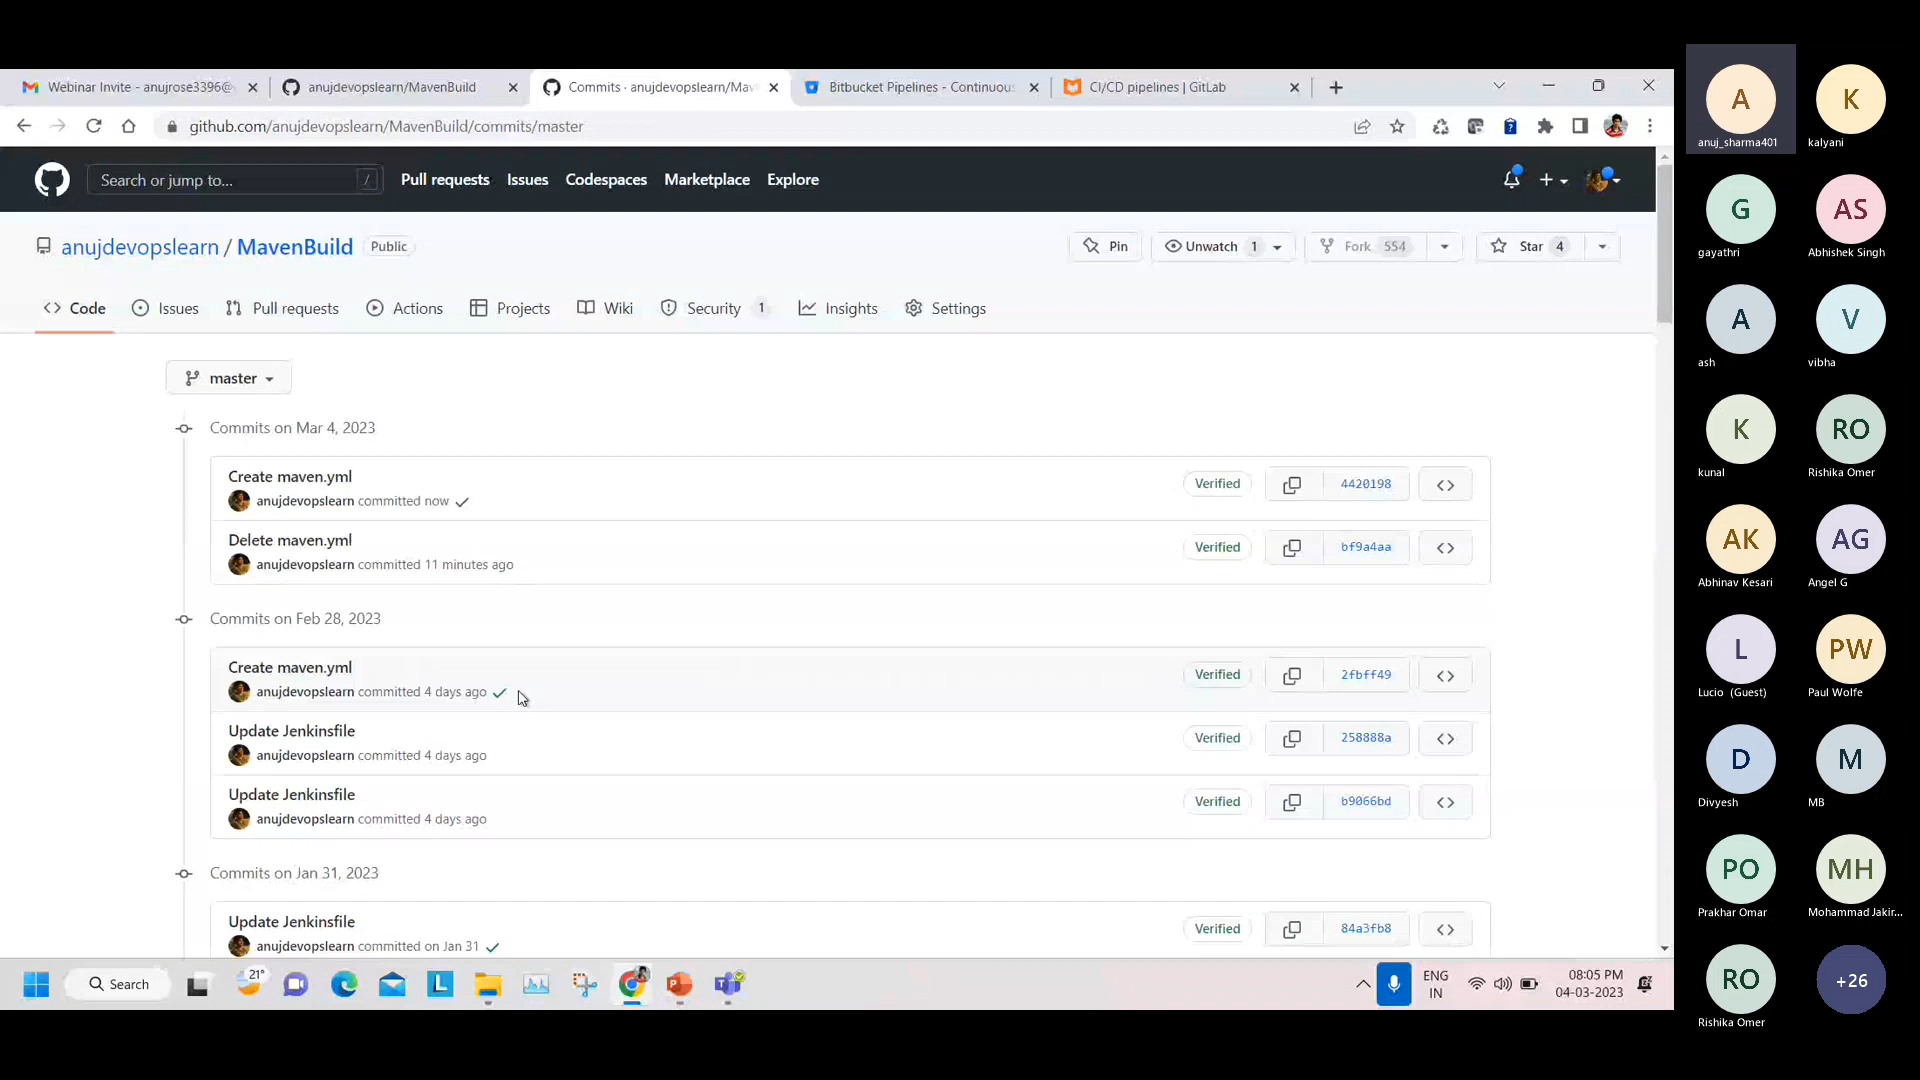 Webinar Invite - anujrose3396@
anujdevopslearn/MavenBuild
Commits · anujdevopslearn/Mav
Bitbucket Pipelines - Continuous
CI/CD pipelines | GitLab
github.com/anujdevopslearn/MavenBuild/commits/master
Search or jump to... /
Pull requests
Issues
Codespaces
Marketplace
Explore
anujdevopslearn / MavenBuild
Public
Pin
Unwatch 1
Fork 554
Star 4
Code
Issues
Pull requests
Actions
Projects
Wiki
Security 1
Insights
Settings
master
Commits on Mar 4, 2023
Create maven.yml
anujdevopslearn committed now
Verified
4420198
Delete maven.yml
anujdevopslearn committed 11 minutes ago
Verified
bf9a4aa
Commits on Feb 28, 2023
Create maven.yml
anujdevopslearn committed 4 days ago
Verified
2fbff49
Update Jenkinsfile
anujdevopslearn committed 4 days ago
Verified
258888a
Update Jenkinsfile
anujdevopslearn committed 4 days ago
Verified
b9066bd
Commits on Jan 31, 2023
Update Jenkinsfile
anujdevopslearn committed on Jan 31
Verified
84a3fb8
Search
21°
L
ENG
IN
08:05 PM
04-03-2023
A
anuj_sharma401
K
kalyani
G
gayathri
AS
Abhishek Singh
A
ash
V
vibha
K
kunal
RO
Rishika Omer
AK
Abhinav Kesari
AG
Angel G
L
Lucio (Guest)
PW
Paul Wolfe
D
Divyesh
M
MB
PO
Prakhar Omar
MH
Mohammad Jakir...
RO
Rishika Omer
+26